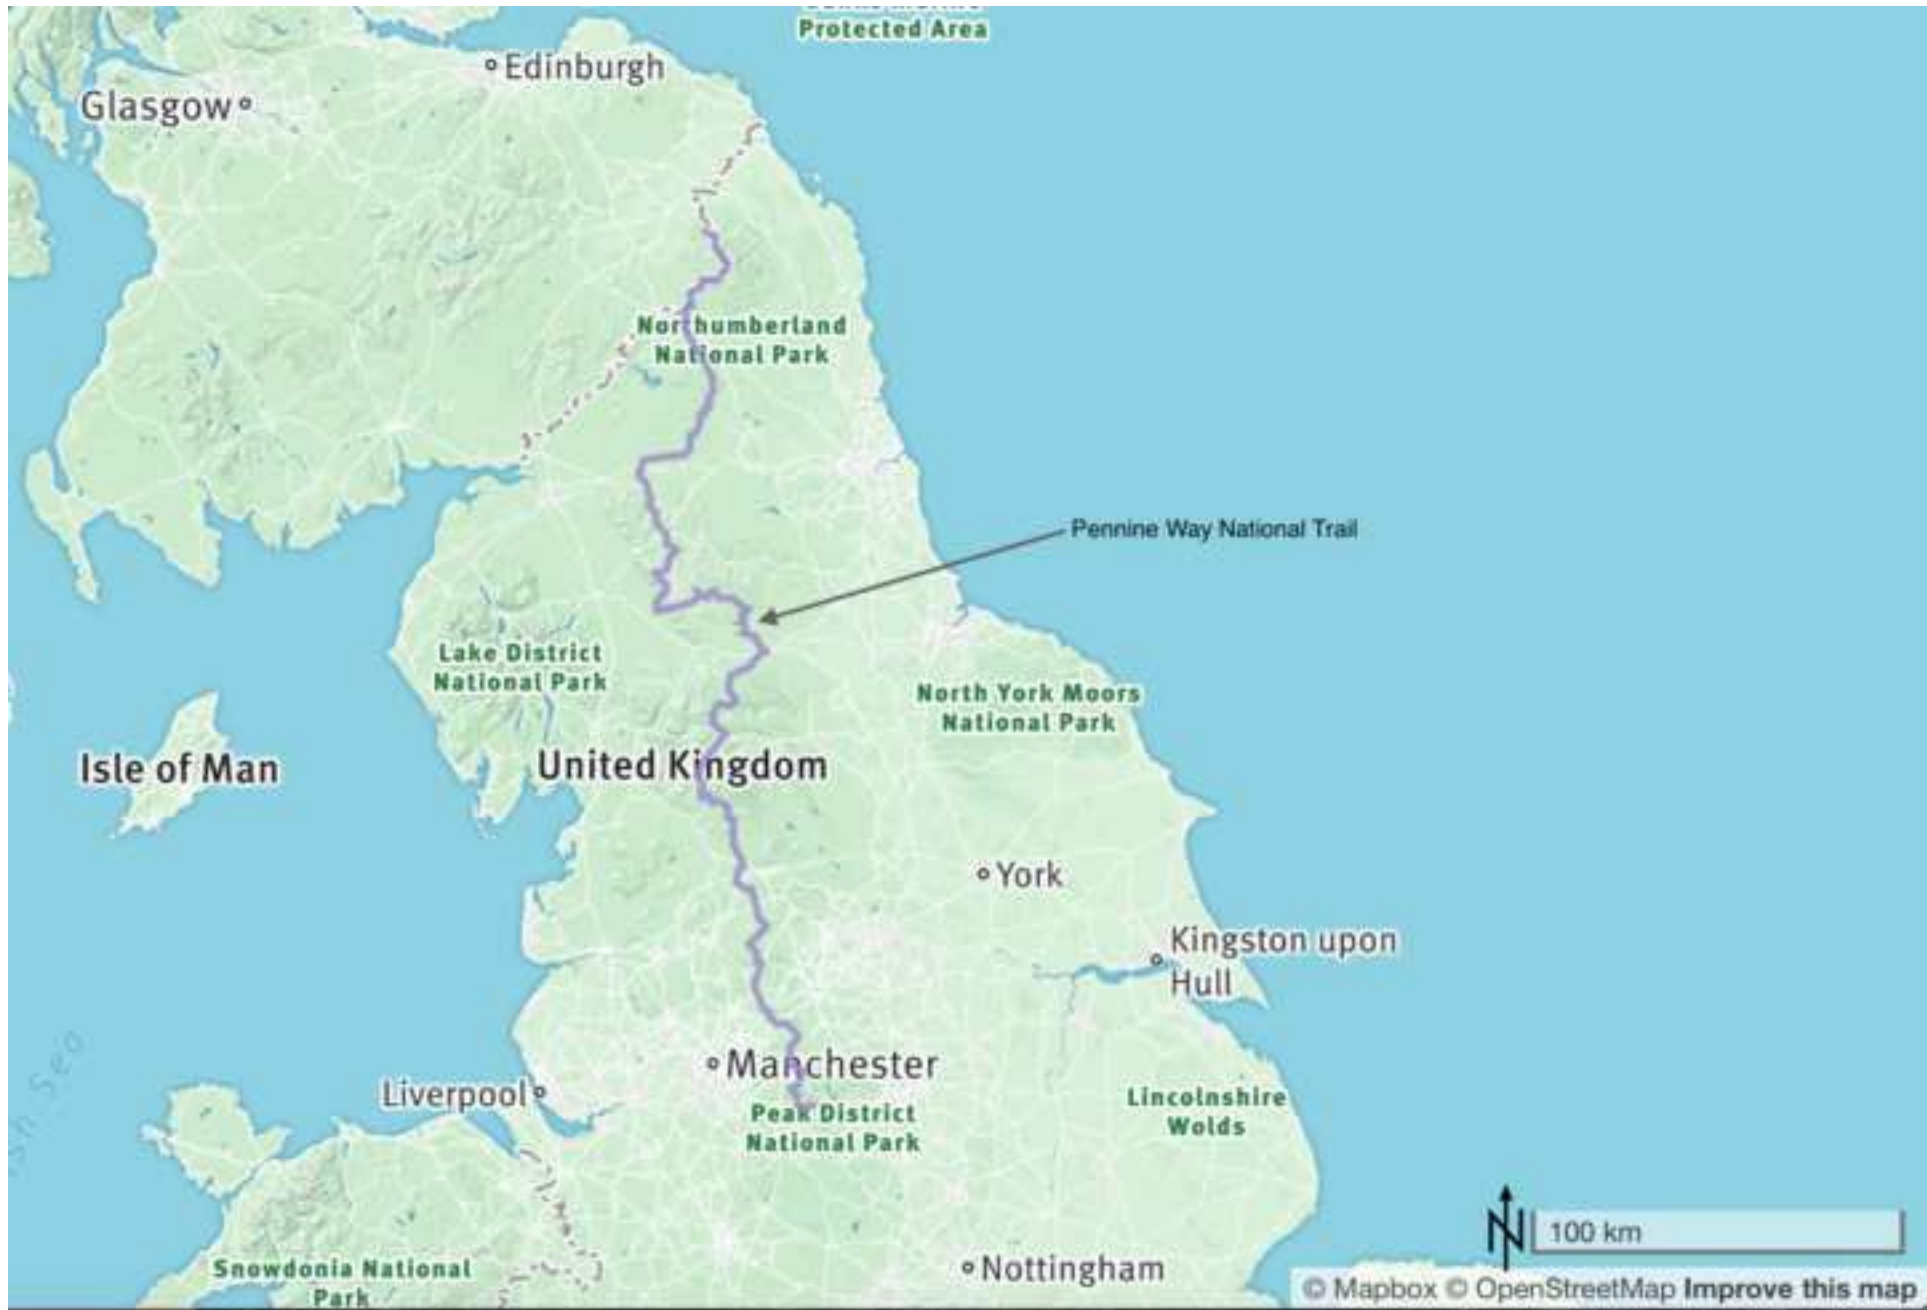 Protected Area
Edinburgh
Glasgow
Northumberland
National Park
Pennine Way National Trail
Lake District
National Park
North York Moors
National Park
Isle of Man
United Kingdom
York
Kingston upon
Hull
Manchester
Liverpool
Peak District
National Park
Lincolnshire
Wolds
Nottingham
Snowdonia National
Park
N
100 km
© Mapbox © OpenStreetMap Improve this map